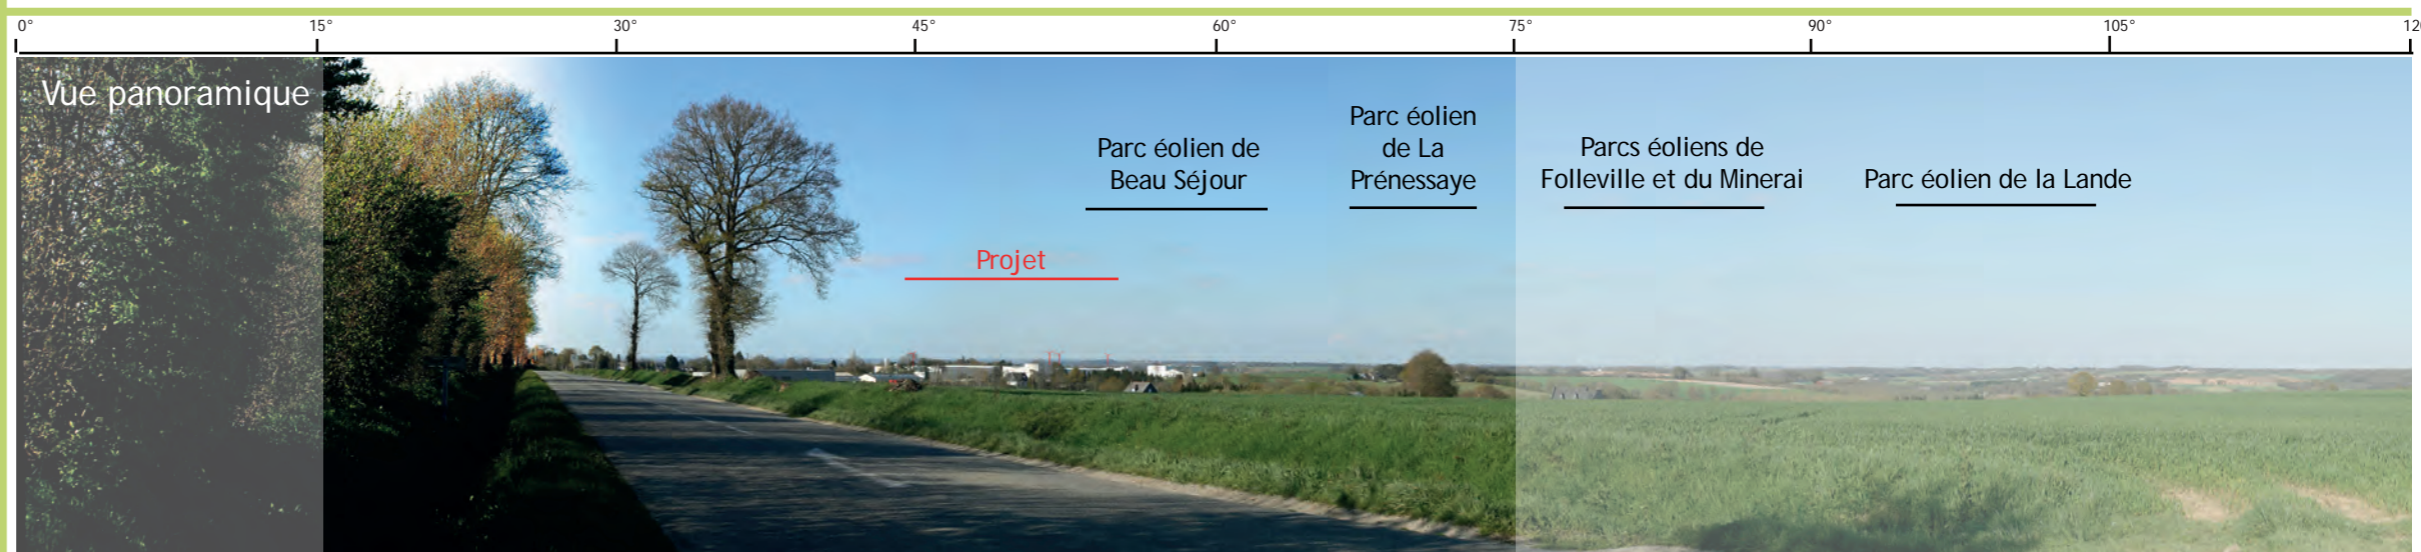 0° 15° 30° 45° 60° 75° 90° 105° 120
Vue panoramique
Parc éolien de
Beau Séjour
Parc éolien
de La
Prénessaye
Parcs éoliens de
Folleville et du Minerai
Parc éolien de la Lande
Projet